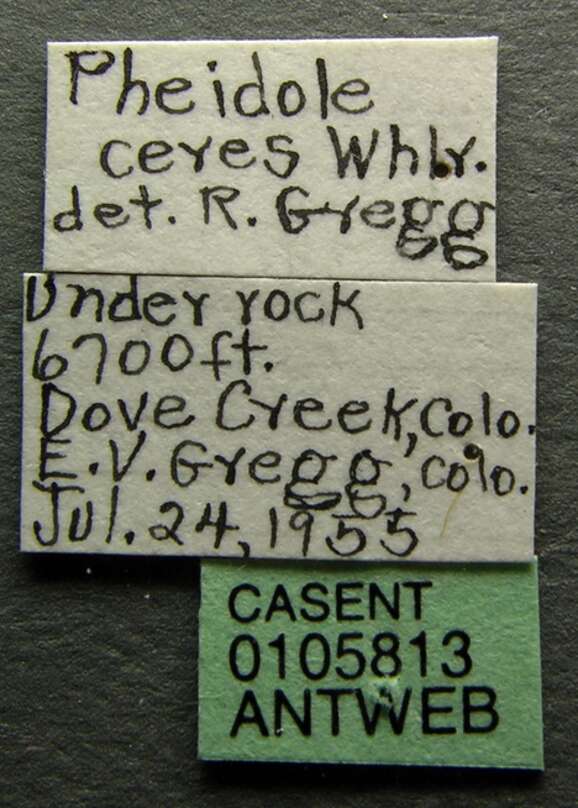 Pheidole
ceres Whlr.
det. R. Gregg
Under rock
6700ft.
Dove Creek, Colo.
E.V. Gregg, colo.
Jul. 24, 1955
CASENT
0105813
ANTWEB